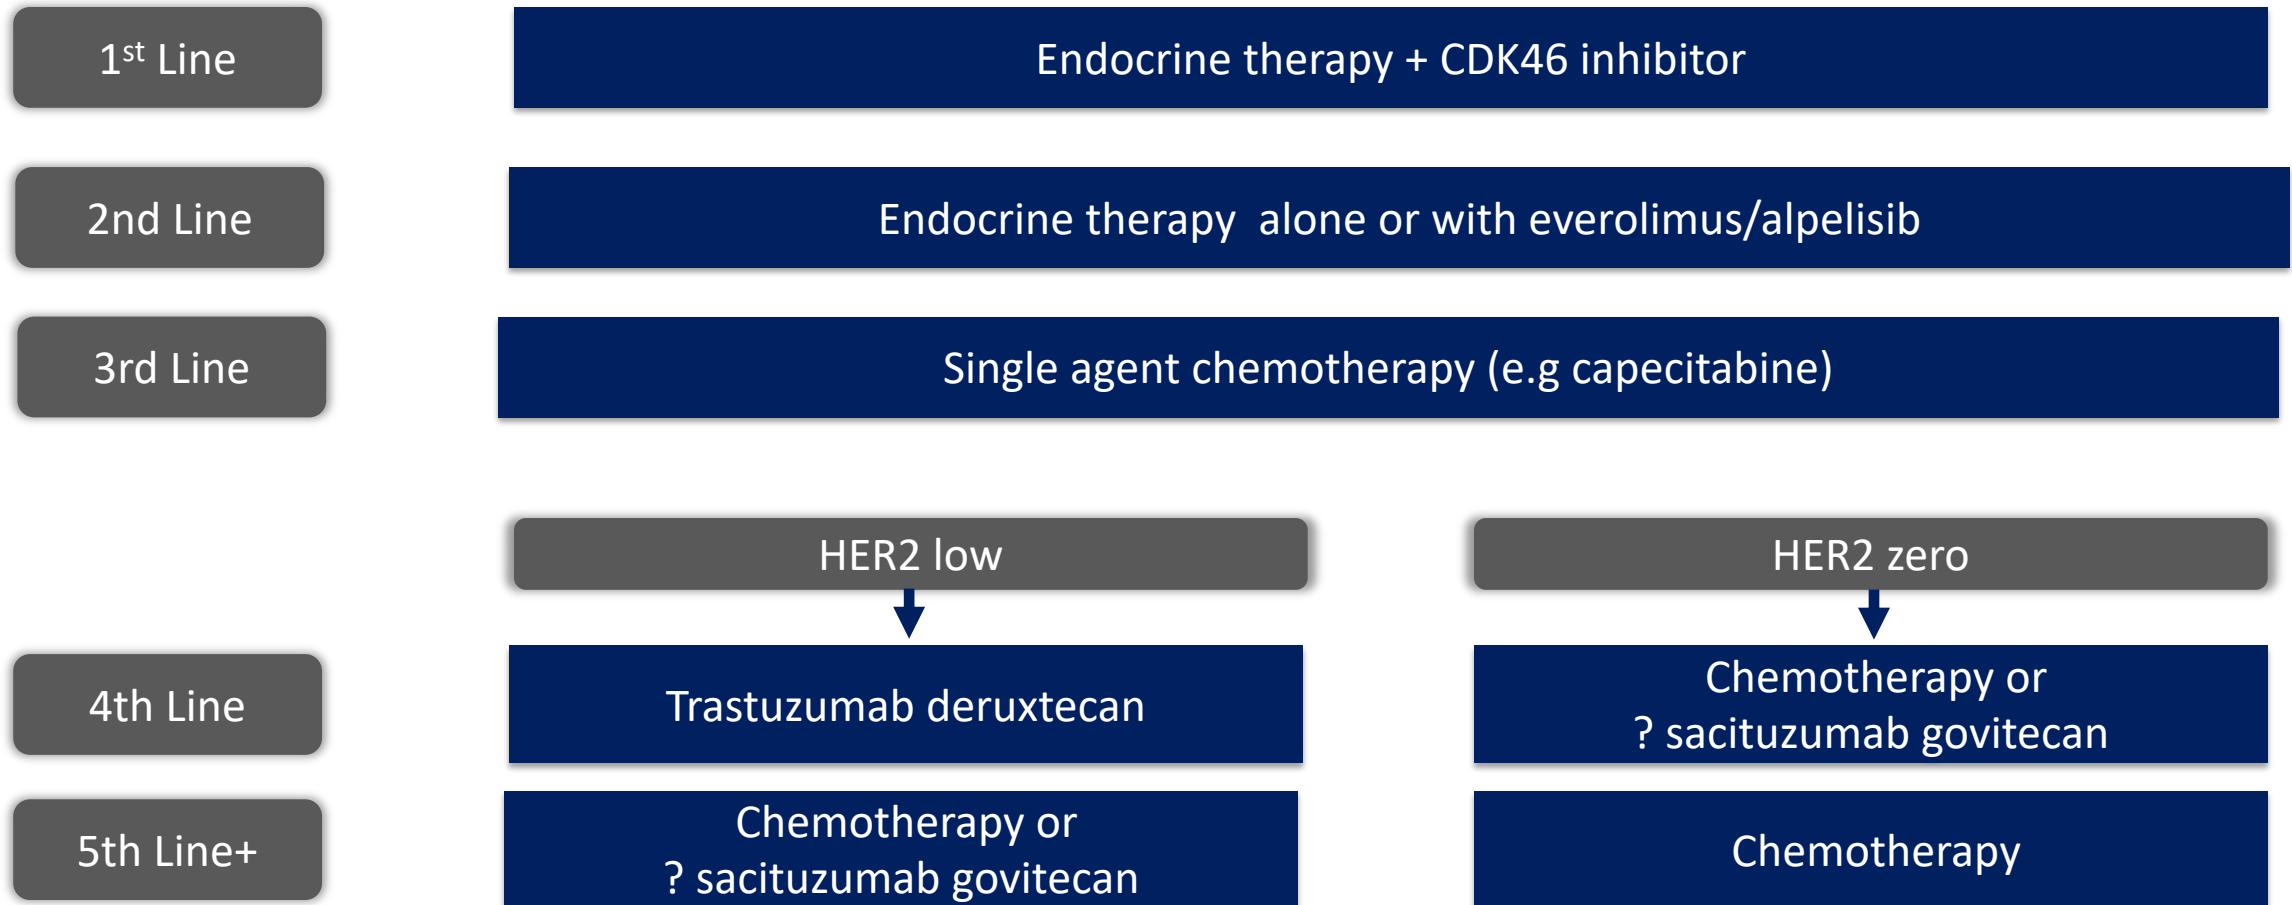 1st Line
Endocrine therapy + CDK46 inhibitor
2nd Line
Endocrine therapy  alone or with everolimus/alpelisib
3rd Line
Single agent chemotherapy (e.g capecitabine)
HER2 low
HER2 zero
4th Line
Trastuzumab deruxtecan
Chemotherapy or
? sacituzumab govitecan
5th Line+
Chemotherapy or
? sacituzumab govitecan
Chemotherapy